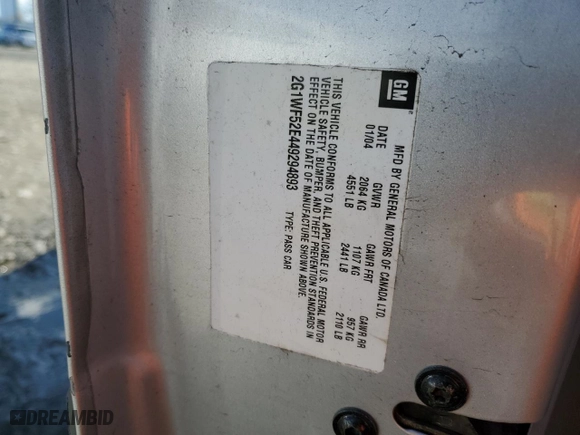 GM
MFD BY GENERAL MOTORS OF CANADA LTD.
DATE GVWR GAWR FRT GAWR RR
01/04 2064 KG 1107 KG 957 KG
4551 LB 2441 LB 2110 LB
THIS VEHICLE CONFORMS TO ALL APPLICABLE U.S. FEDERAL MOTOR
VEHICLE SAFETY, BUMPER, AND THEFT PREVENTION STANDARDS IN
EFFECT ON THE DATE OF MANUFACTURE SHOWN ABOVE.
2G1WF52E449294893 TYPE: PASS CAR
DREAMBID